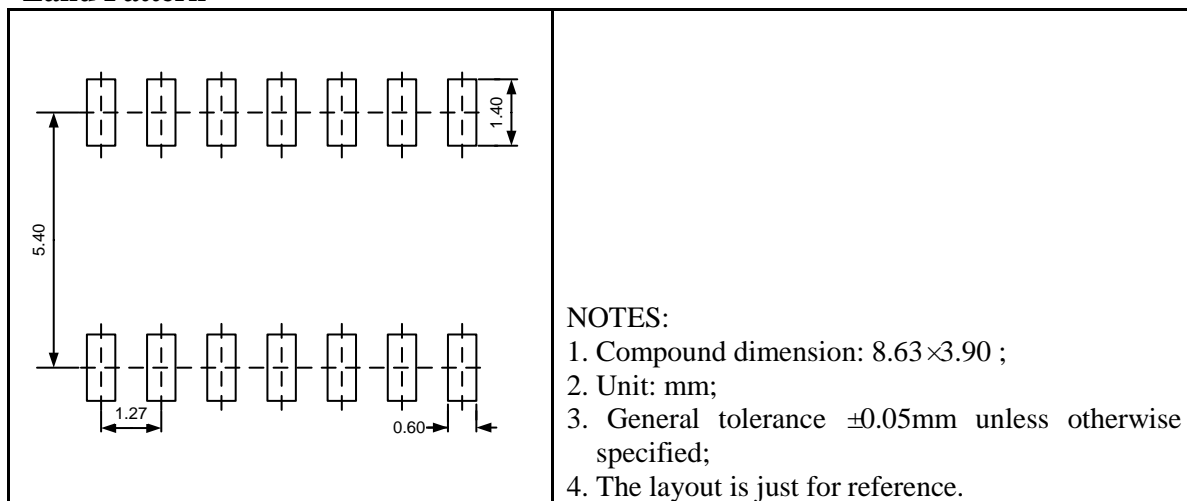 Land Pattern
1.40
5.40
1.27
0.60
NOTES:
1. Compound dimension: 8.63×3.90 ;
2. Unit: mm;
3. General tolerance ±0.05mm unless otherwise
specified;
4. The layout is just for reference.